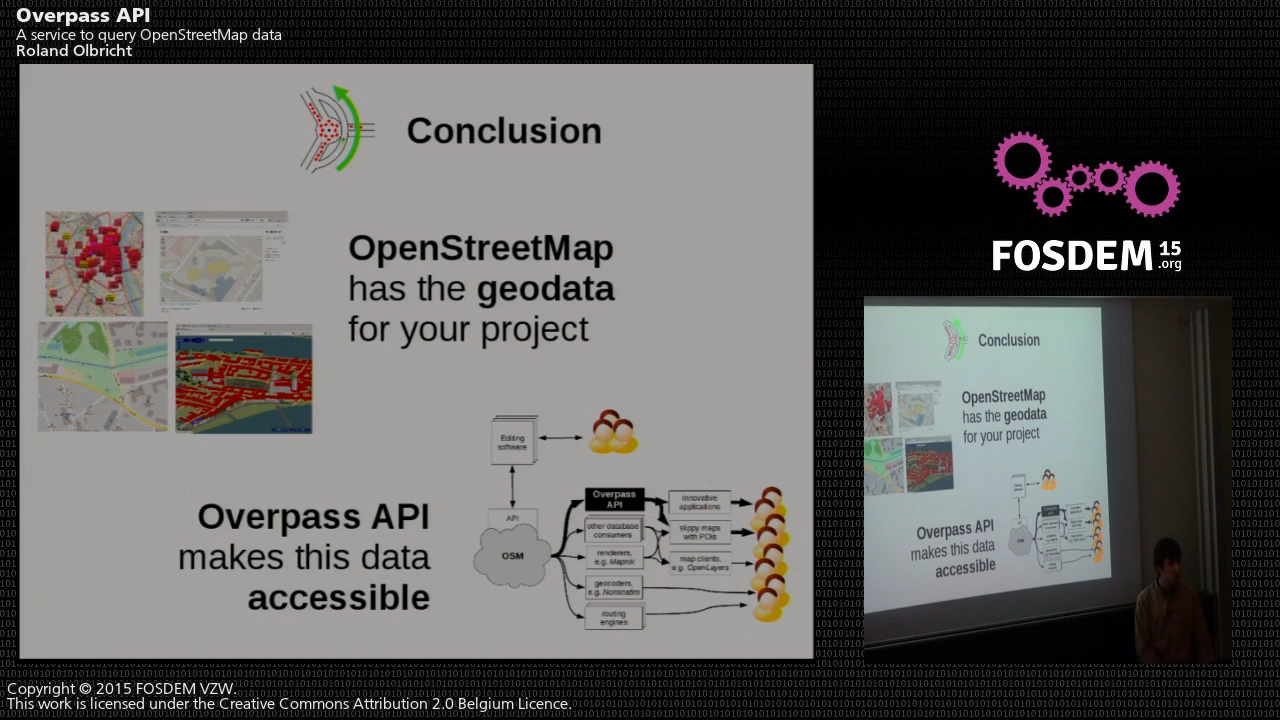 Overpass API
A service to query OpenStreetMap data
Roland Olbricht
Conclusion
OpenStreetMap
has the geodata
for your project
Overpass API
makes this data
accessible
Editing
software
API
OSM
Overpass
API
other database
consumers
renderers,
e.g. Mapnik
geocoders,
e.g. Nominatim
routing
engines
innovative
applications
slippy maps
with POIs
map clients,
e.g. OpenLayers
FOSDEM 15
.org
Conclusion
OpenStreetMap
has the geodata
for your project
Overpass API
makes this data
accessible
Copyright © 2015 FOSDEM VZW.
This work is licensed under the Creative Commons Attribution 2.0 Belgium Licence.